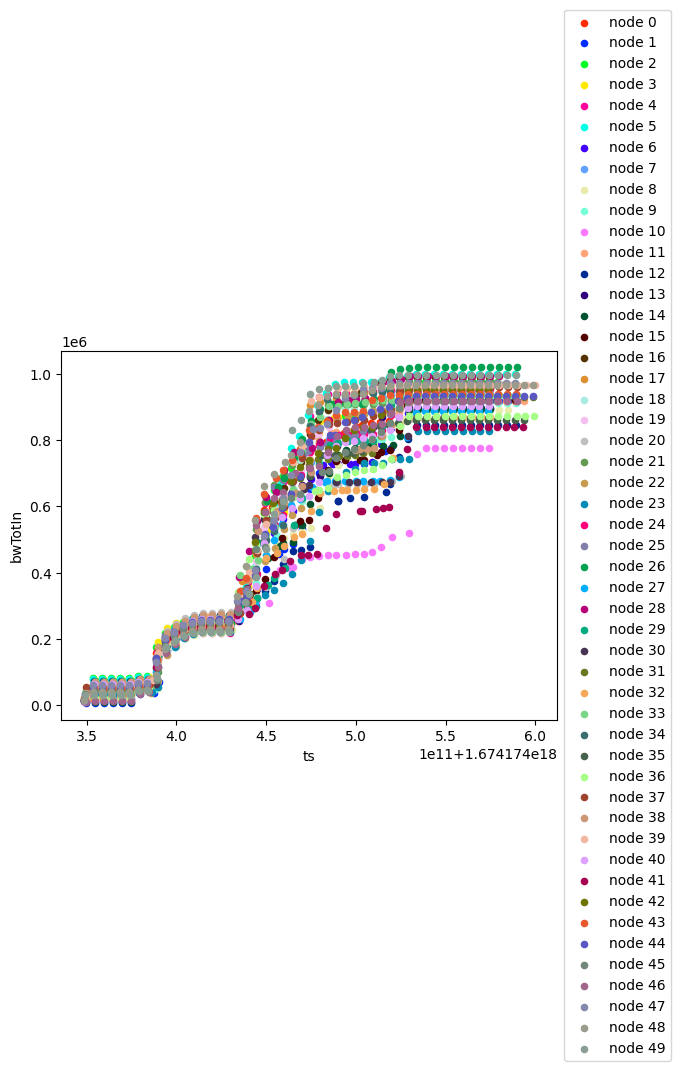 1e6
1.0
0.8
0.6
0.4
0.2
0.0
bwTotIn
3.5 4.0 4.5 5.0 5.5 6.0
ts
1e11+1.674174e18
node 0
node 1
node 2
node 3
node 4
node 5
node 6
node 7
node 8
node 9
node 10
node 11
node 12
node 13
node 14
node 15
node 16
node 17
node 18
node 19
node 20
node 21
node 22
node 23
node 24
node 25
node 26
node 27
node 28
node 29
node 30
node 31
node 32
node 33
node 34
node 35
node 36
node 37
node 38
node 39
node 40
node 41
node 42
node 43
node 44
node 45
node 46
node 47
node 48
node 49